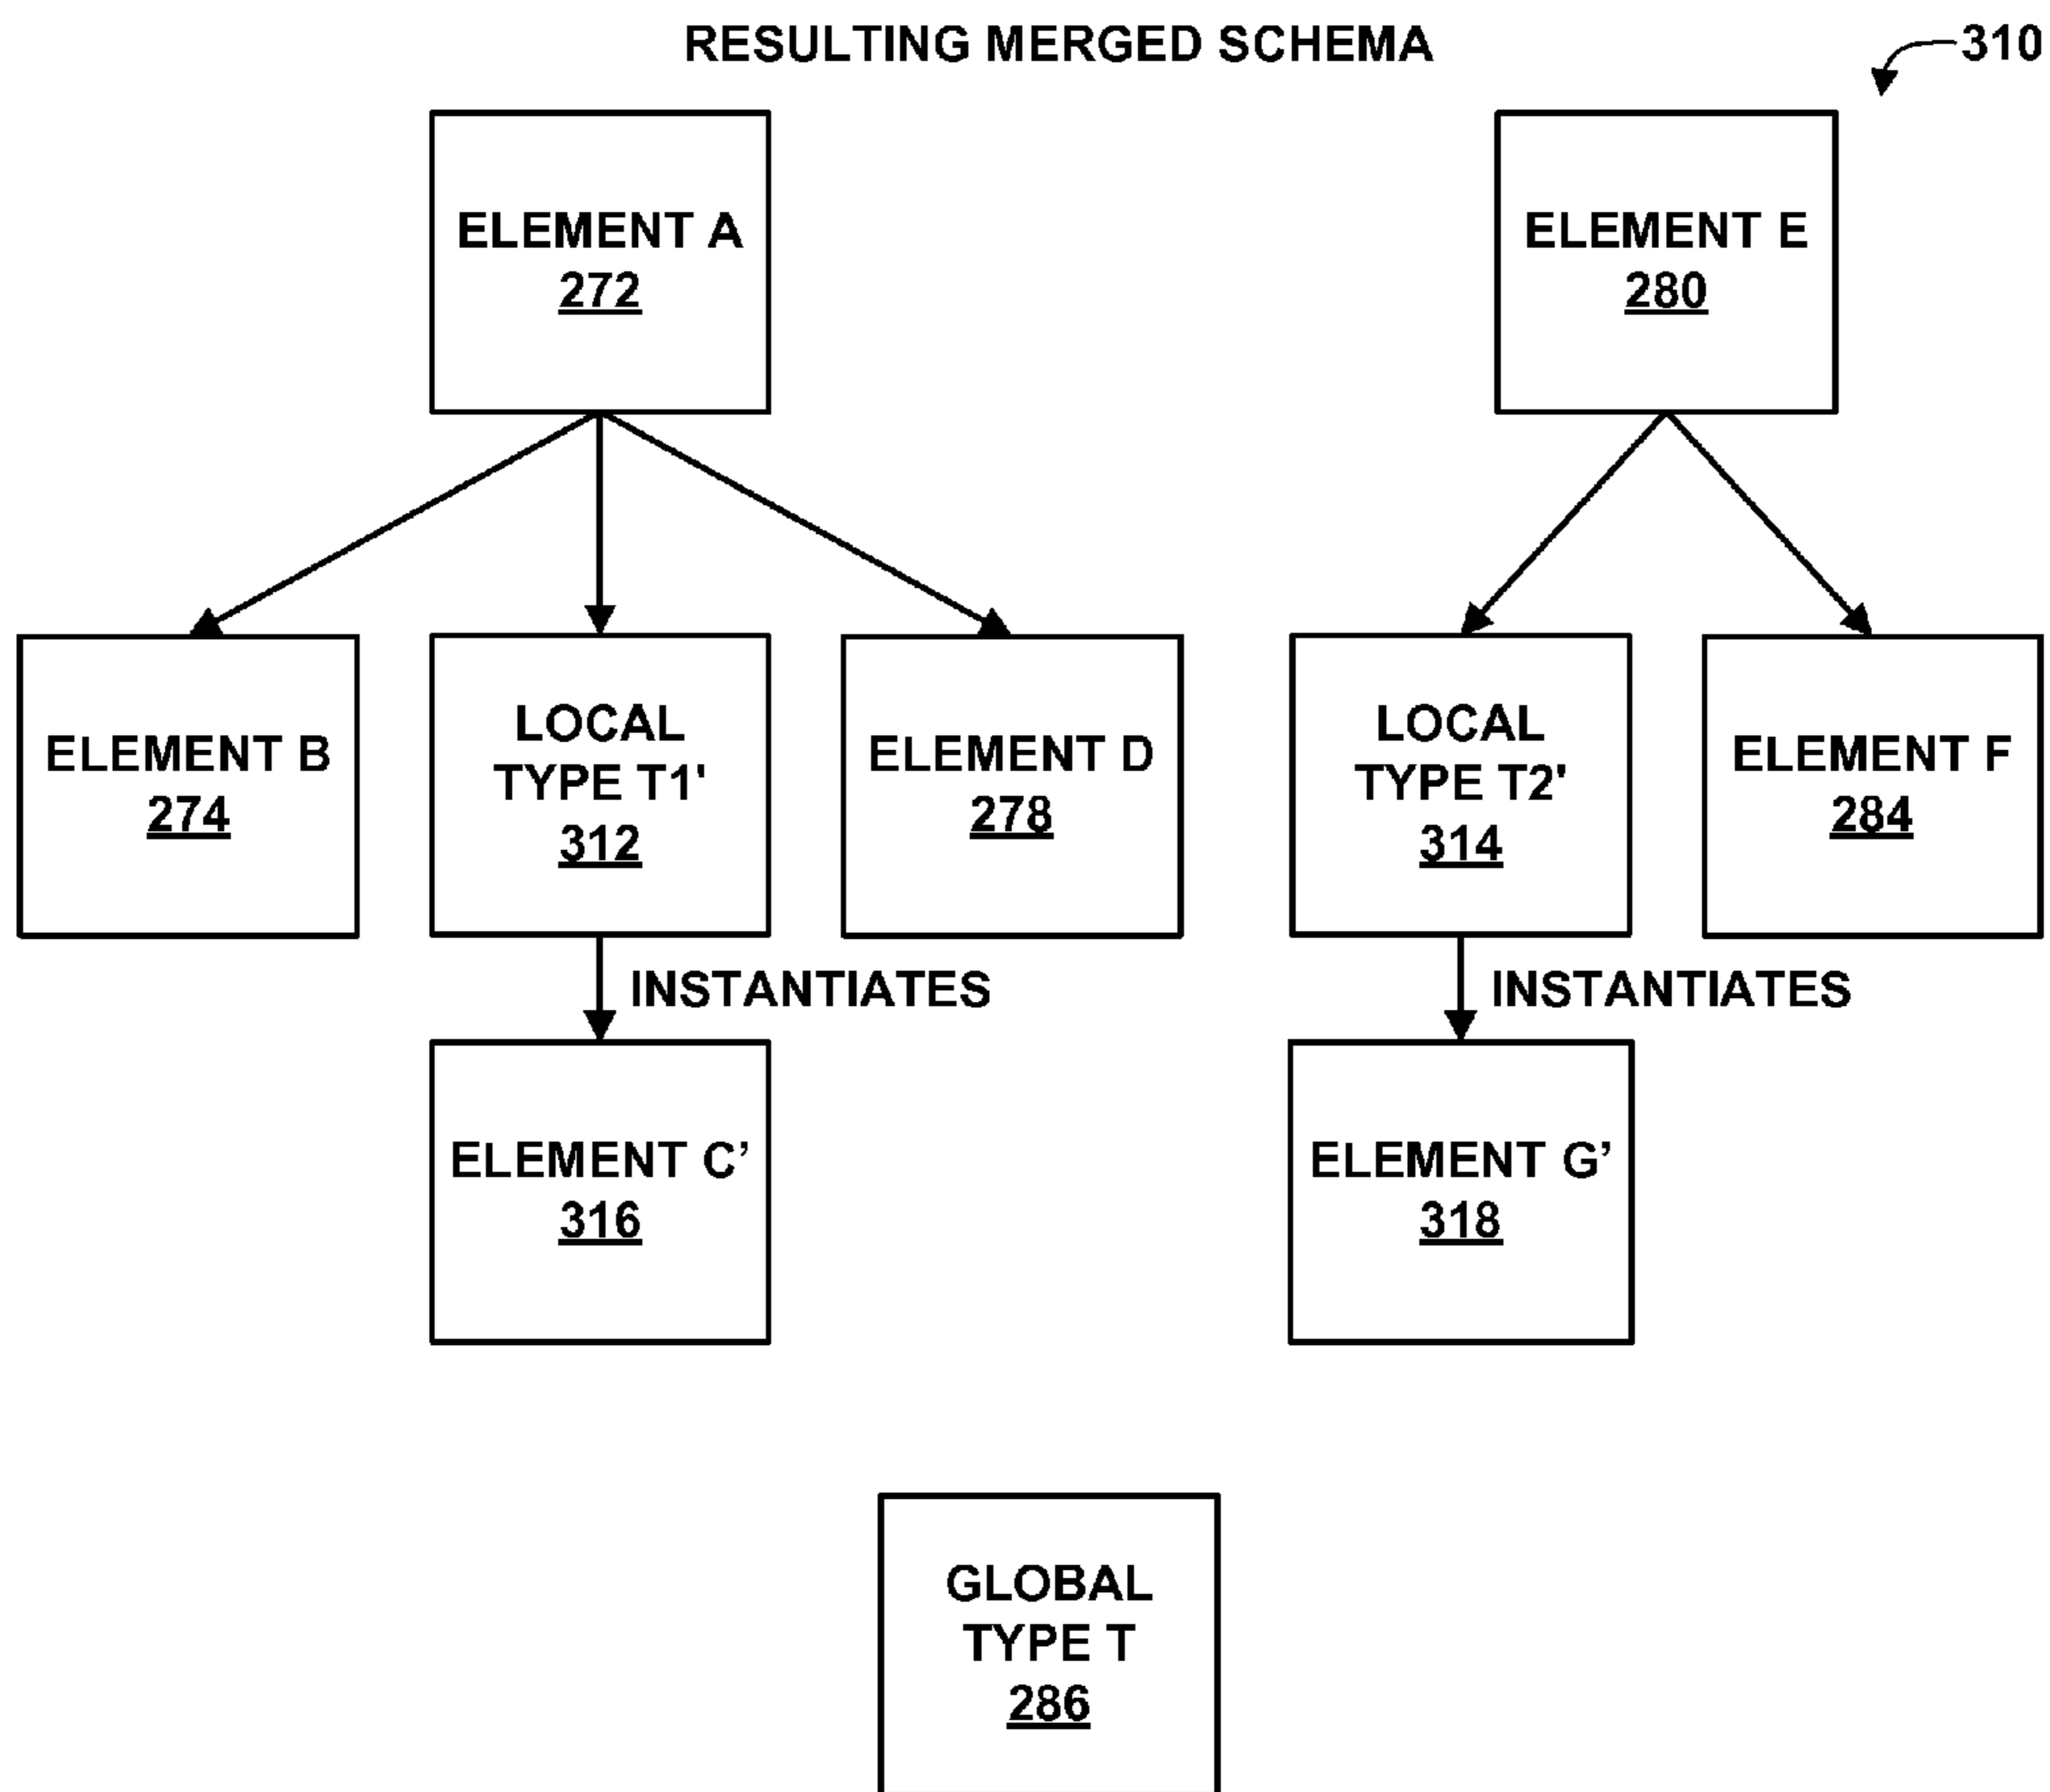 RESULTING MERGED SCHEMA
310
ELEMENT A
272
ELEMENT E
280
ELEMENT B
274
LOCAL
TYPE T1'
312
ELEMENT D
278
LOCAL
TYPE T2'
314
ELEMENT F
284
INSTANTIATES
INSTANTIATES
ELEMENT C’
316
ELEMENT G’
318
GLOBAL
TYPE T
286